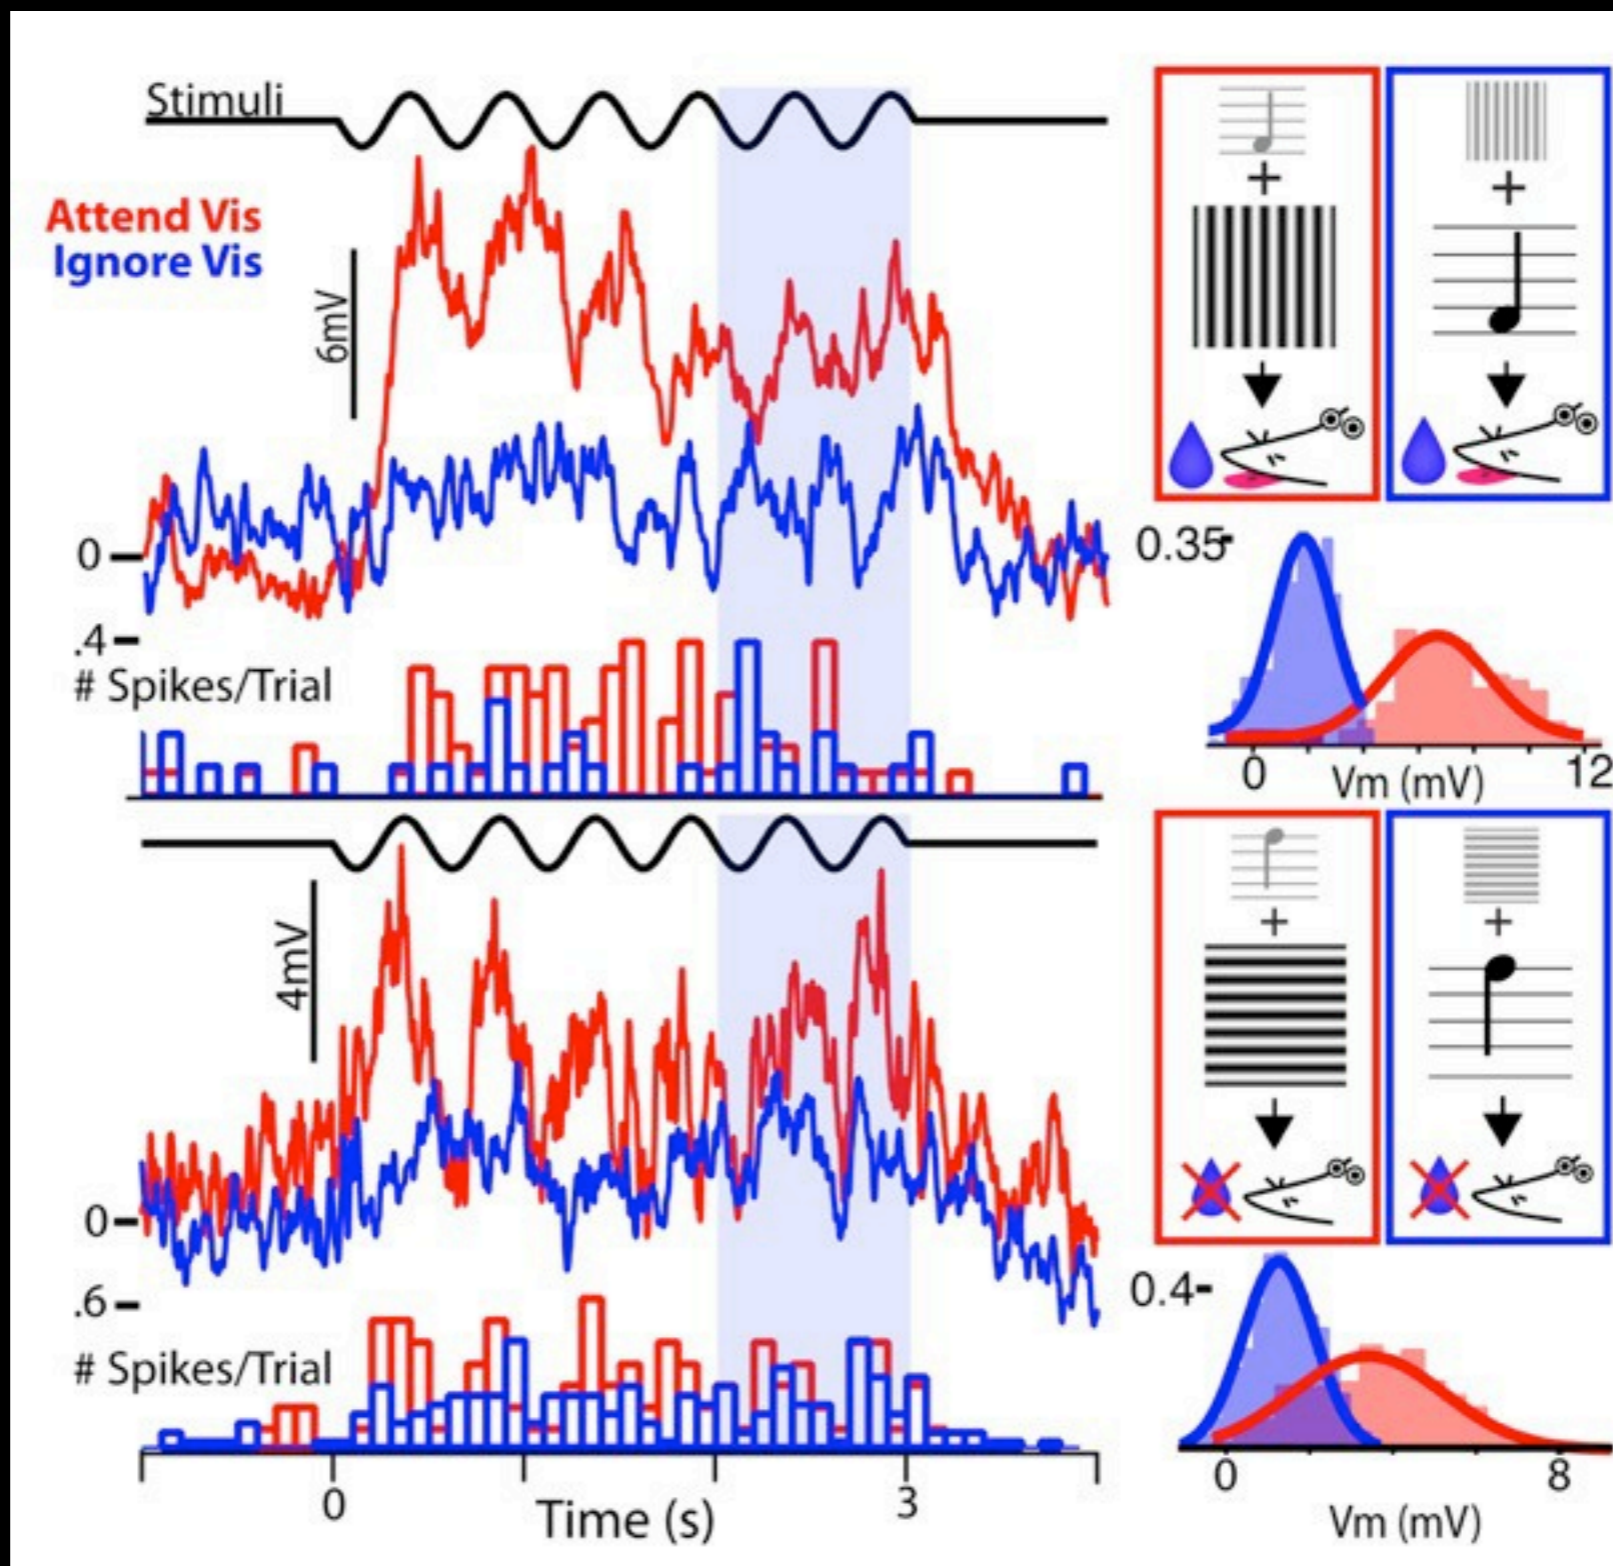 Stimuli
Attend Vis
Ignore Vis
6mV
0
.4
# Spikes/Trial
0.35
0
12
Vm (mV)
4mV
0
.6
# Spikes/Trial
0
3
Time (s)
+
+
+
+
0.4
0
8
Vm (mV)